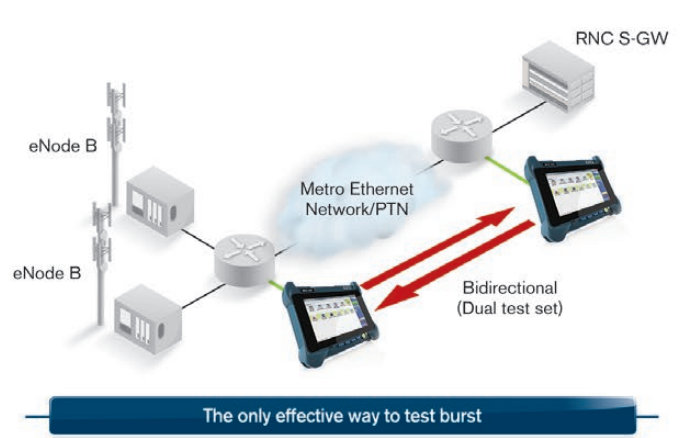 RNC S-GW
eNode B
Metro Ethernet
Network/PTN
eNode B
Bidirectional
(Dual test set)
The only effective way to test burst